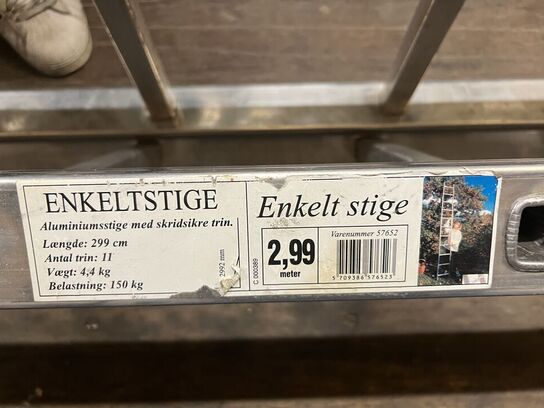 ENKELTSTIGE
Aluminiumsstige med skridsikre trin.
Længde: 299 cm
Antal trin: 11
Vægt: 4,4 kg
Belastning: 150 kg
2992 mm
Enkelt stige
C 000389
2,99
meter
Varenummer 57652
5 709386 576523